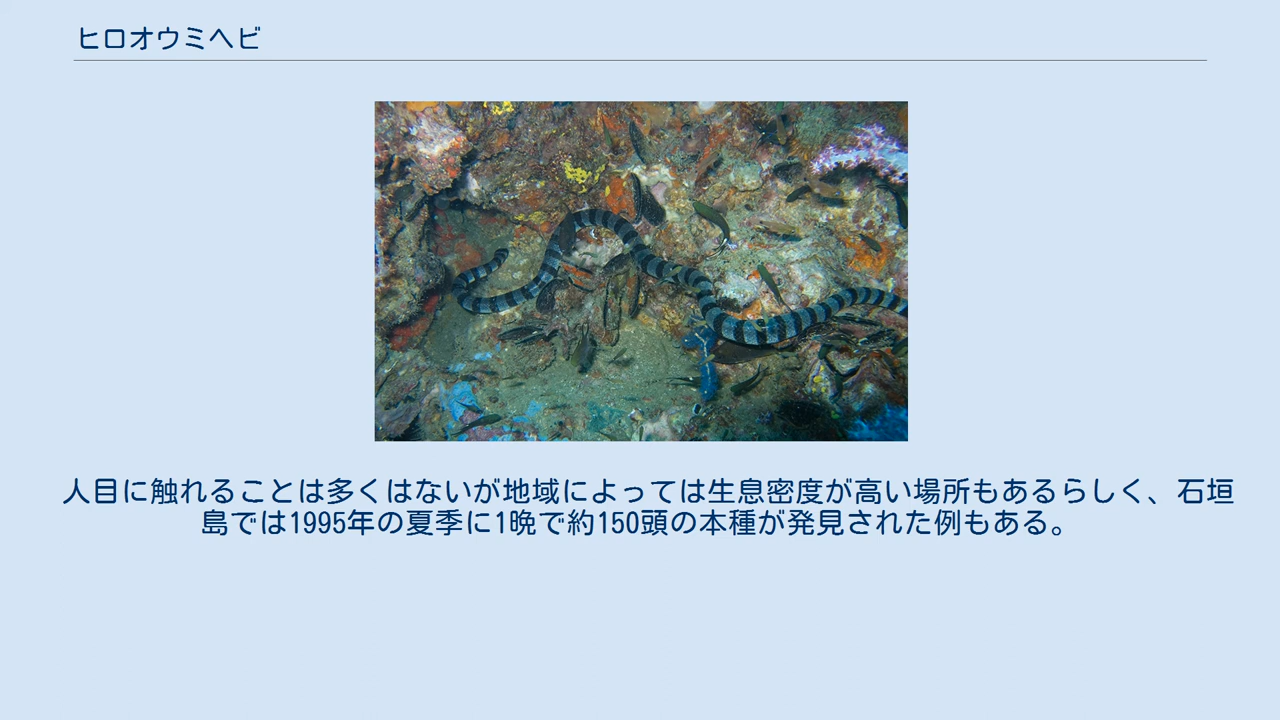 ヒロオウミヘビ
人目に触れることは多くはないが地域によっては生息密度が高い場所もあるらしく、石垣
島では1995年の夏季に1晩で約150頭の本種が発見された例もある。